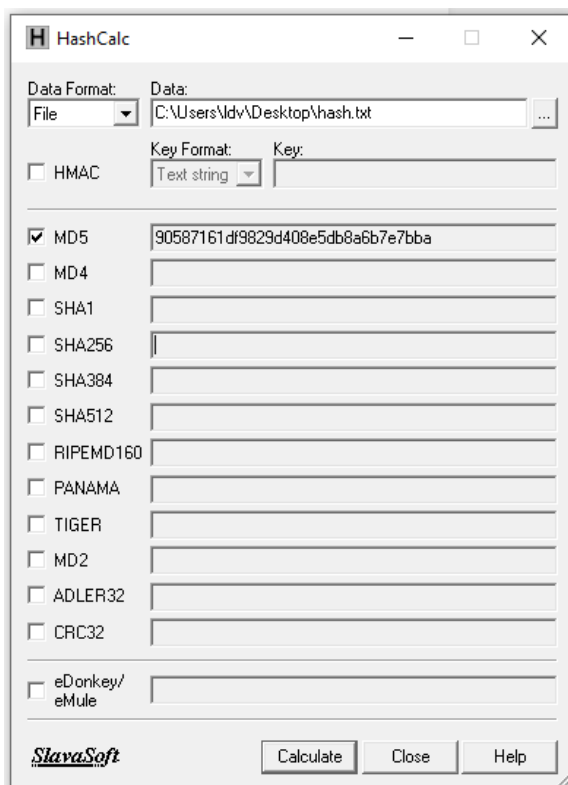 HashCalc
Data Format: Data:
File C:\Users\ldv\Desktop\hash.txt ...
Key Format: Key:
HMAC Text string
MD5 90587161df9829d408e5db8a6b7e7bba
MD4
SHA1
SHA256
SHA384
SHA512
RIPEMD160
PANAMA
TIGER
MD2
ADLER32
CRC32
eDonkey/
eMule
SlavaSoft Calculate Close Help